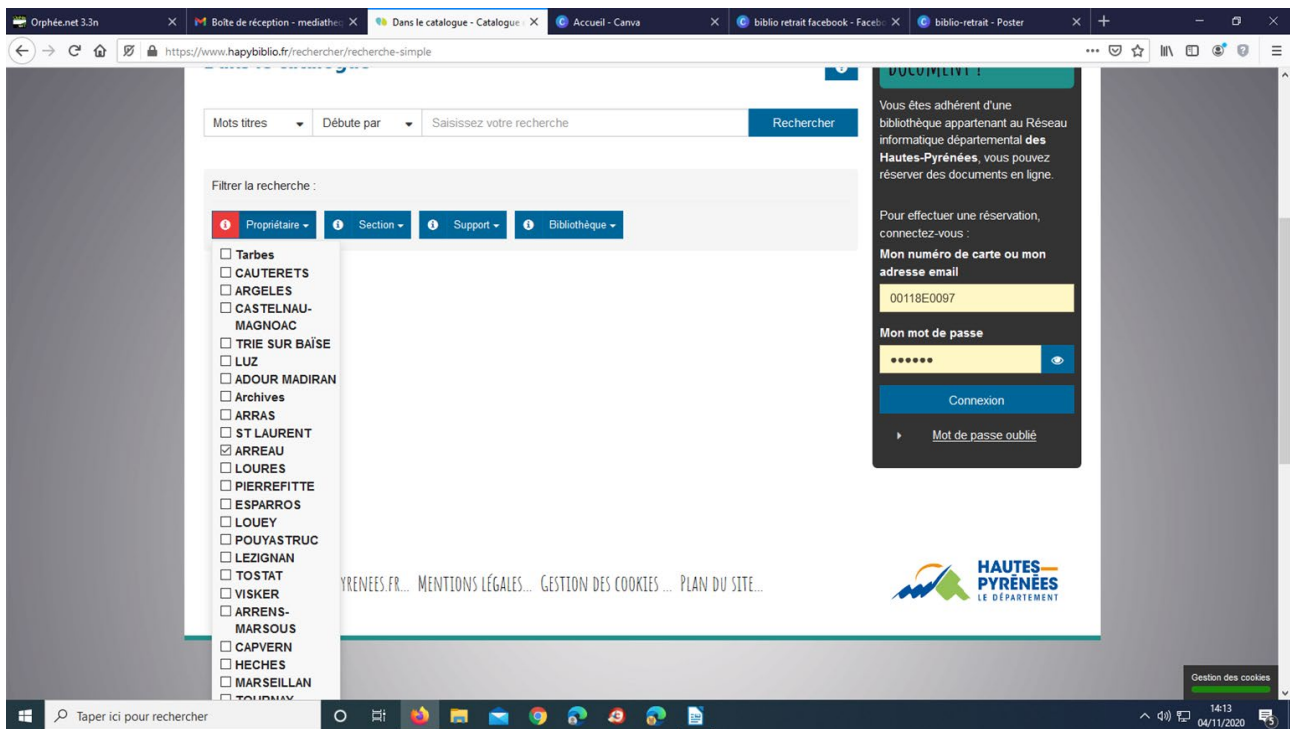 Orphée.net 3.3n
Boîte de réception - mediathe
Dans le catalogue - Catalogue
Accueil - Canva
biblio retrait facebook - Faceb
biblio-retrait - Poster
https://www.hapybiblio.fr/rechercher/recherche-simple
DOCUMENT !
Mots titres
Débute par
Saisissez votre recherche
Rechercher
Vous êtes adhérent d'une
bibliothèque appartenant au Réseau
informatique départemental des
Hautes-Pyrénées, vous pouvez
réserver des documents en ligne.
Filtrer la recherche :
Propriétaire
Section
Support
Bibliothèque
Tarbes
CAUTERETS
ARGELES
CASTELNAU-
MAGNOAC
TRIE SUR BAÏSE
LUZ
ADOUR MADIRAN
Archives
ARRAS
ST LAURENT
ARREAU
LOURES
PIERREFITTE
ESPARROS
LOUEY
POUYASTRUC
LEZIGNAN
TOSTAT
VISKER
ARRENS-
MARSOUS
CAPVERN
HECHES
MARSEILLAN
TOURNAY
Pour effectuer une réservation,
connectez-vous :
Mon numéro de carte ou mon
adresse email
00118E0097
Mon mot de passe
••••••
Connexion
Mot de passe oublié
YRENEES.FR... MENTIONS LÉGALES... GESTION DES COOKIES ... PLAN DU SITE...
HAUTES
PYRÉNÉES
LE DÉPARTEMENT
Gestion des cookies
Taper ici pour rechercher
14:13
04/11/2020